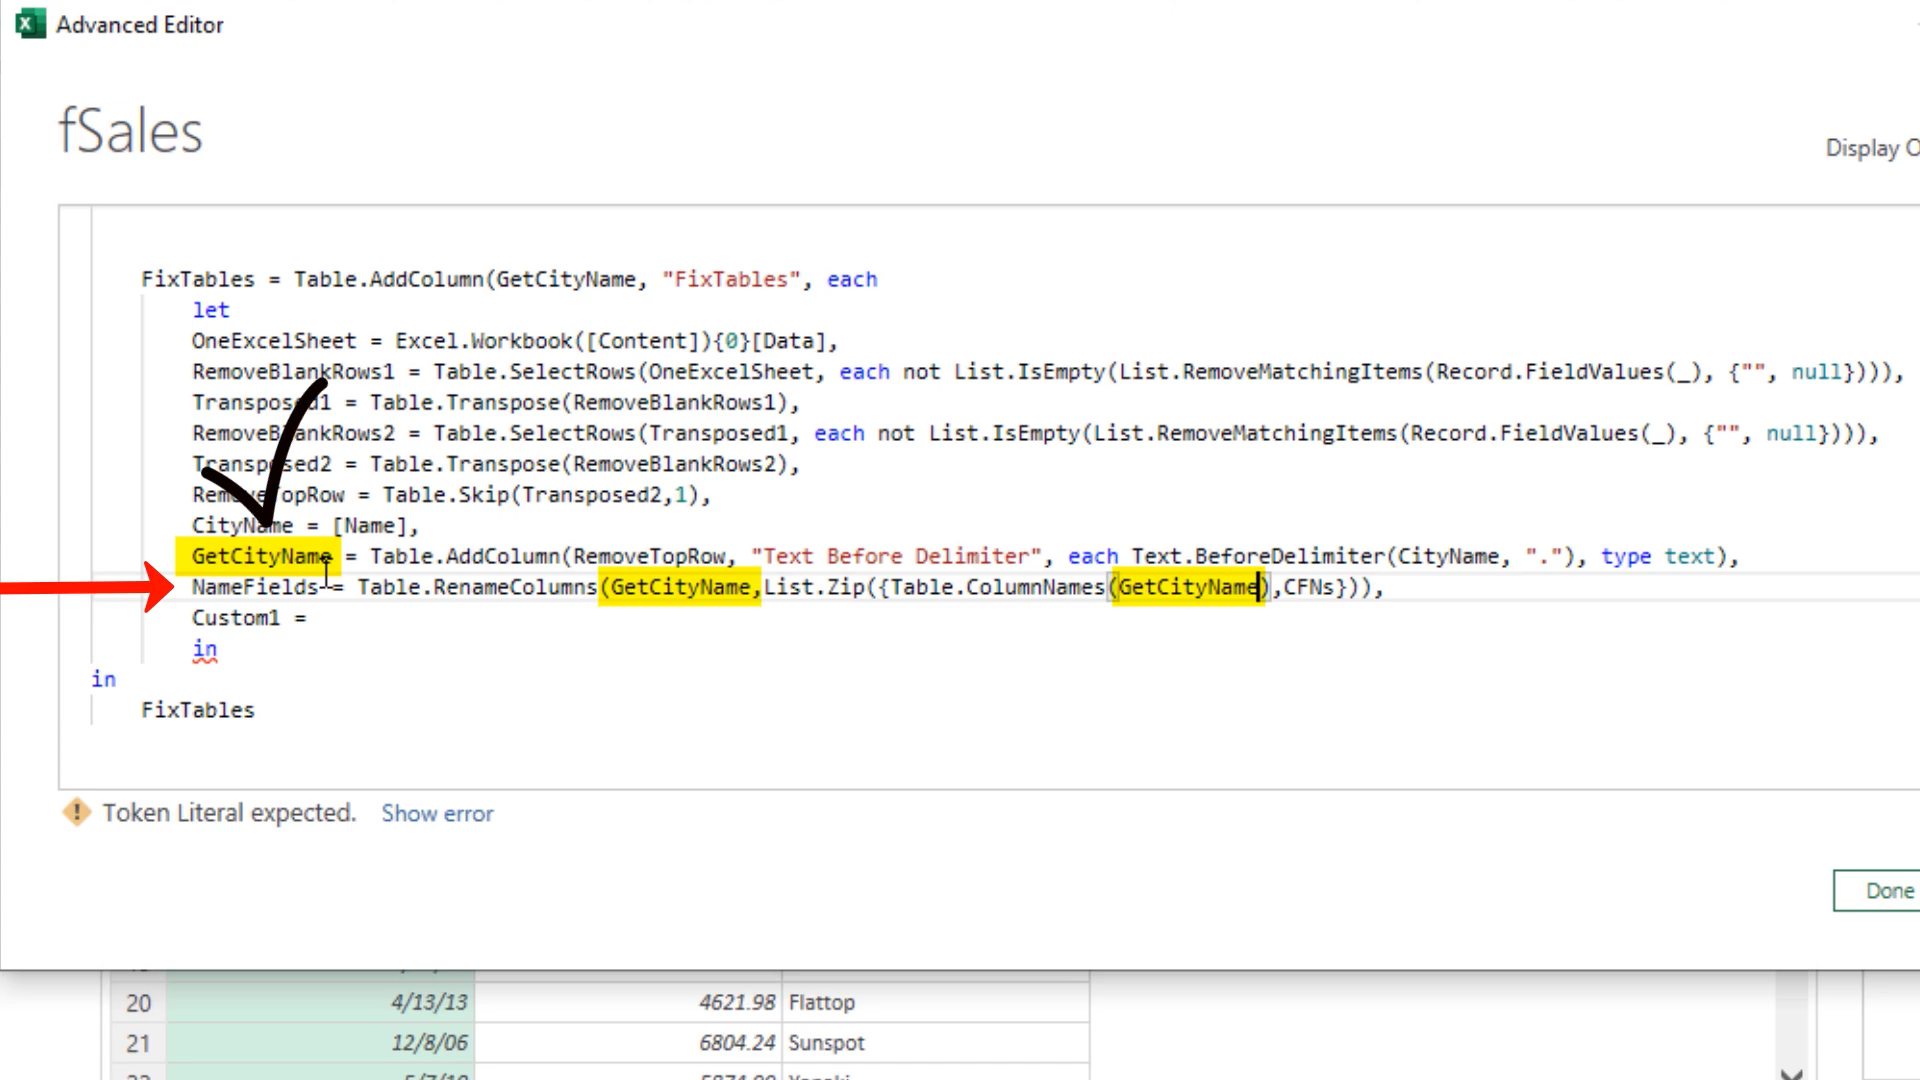 Advanced Editor
fSales
Display O
FixTables = Table.AddColumn(GetCityName, "FixTables", each
let
OneExcelSheet = Excel.Workbook([Content]){0}[Data],
RemoveBlankRows1 = Table.SelectRows(OneExcelSheet, each not List.IsEmpty(List.RemoveMatchingItems(Record.FieldValues(_), {"", null}))),
Transposed1 = Table.Transpose(RemoveBlankRows1),
RemoveBlankRows2 = Table.SelectRows(Transposed1, each not List.IsEmpty(List.RemoveMatchingItems(Record.FieldValues(_), {"", null}))),
Transposed2 = Table.Transpose(RemoveBlankRows2),
RemoveTopRow = Table.Skip(Transposed2,1),
CityName = [Name],
GetCityName = Table.AddColumn(RemoveTopRow, "Text Before Delimiter", each Text.BeforeDelimiter(CityName, "."), type text),
NameFields = Table.RenameColumns(GetCityName,List.Zip({Table.ColumnNames(GetCityName),CFNs})),
Custom1 =
in
in
FixTables
Token Literal expected. Show error
Done
20 4/13/13 4621.98 Flattop
21 12/8/06 6804.24 Sunspot